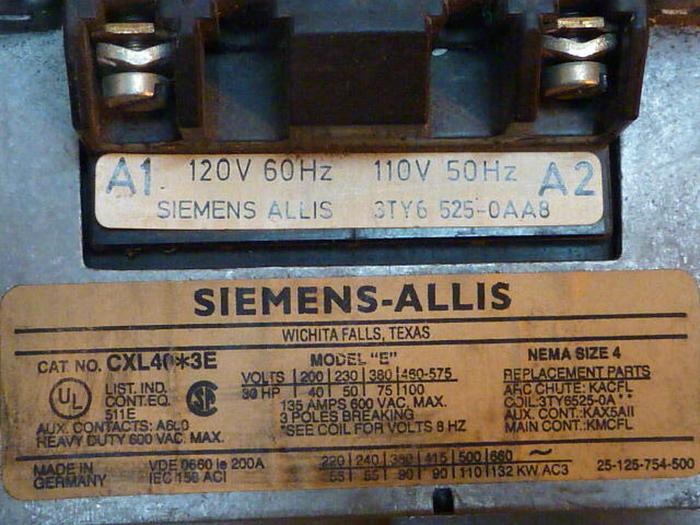 A1 120V 60Hz 110V 50Hz A2
SIEMENS ALLIS 3TY6 525-0AA8
SIEMENS-ALLIS
WICHITA FALLS, TEXAS
CAT NO. CXL40*3E MODEL "E" NEMA SIZE 4
VOLTS 200 230 380 460-575 REPLACEMENT PARTS
UL LIST. IND. HP 40 50 75 100 ARC CHUTE: KACFL
CONT. EQ. 135 AMPS 600 VAC. MAX. COIL:3TY6525-0A**
511E 3 POLES BREAKING AUX. CONT.: KAX5AII
AUX. CONTACTS: A600 *SEE COIL FOR VOLTS & HZ MAIN CONT.:KMCFL
HEAVY DUTY 600 VAC. MAX.
MADE IN VDE 0660 Ie 200A 220 240 380 415 500 660 ~ 25-125-754-500
GERMANY IEC 158 ACI 55 90 90 110 132 KW AC3